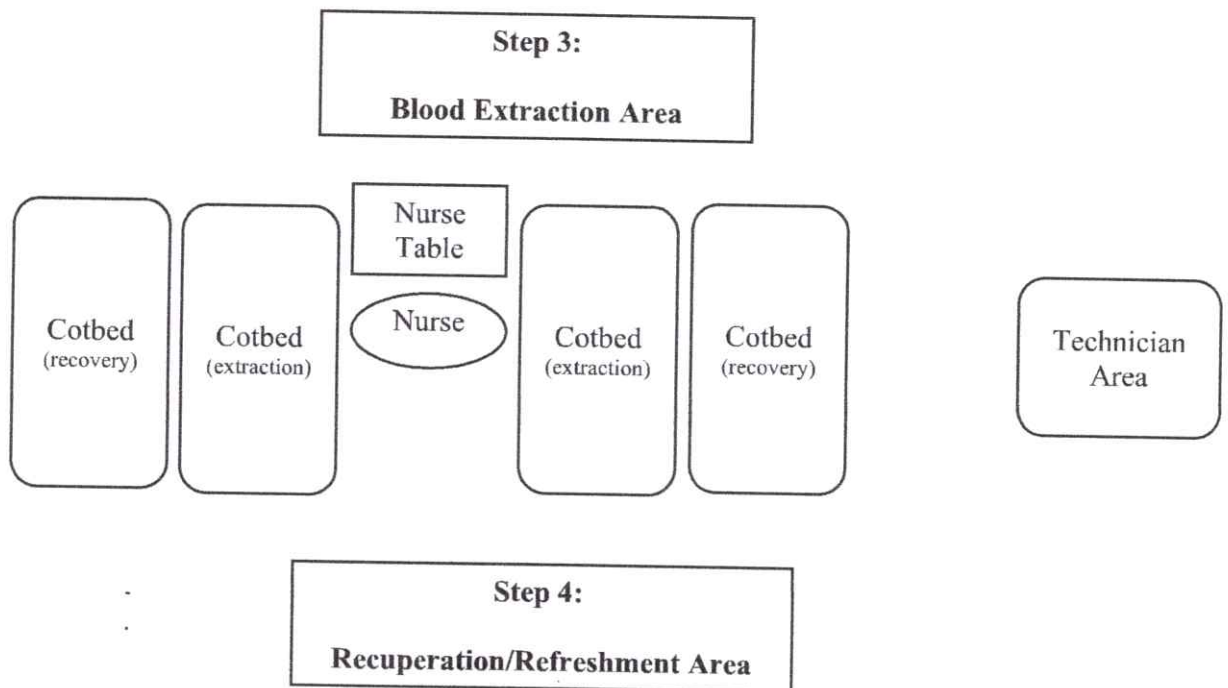 Step 3:
Blood Extraction Area
Nurse
Table
Nurse
Cotbed
(recovery)
Cotbed
(extraction)
Cotbed
(extraction)
Cotbed
(recovery)
Technician
Area
Step 4:
Recuperation/Refreshment Area